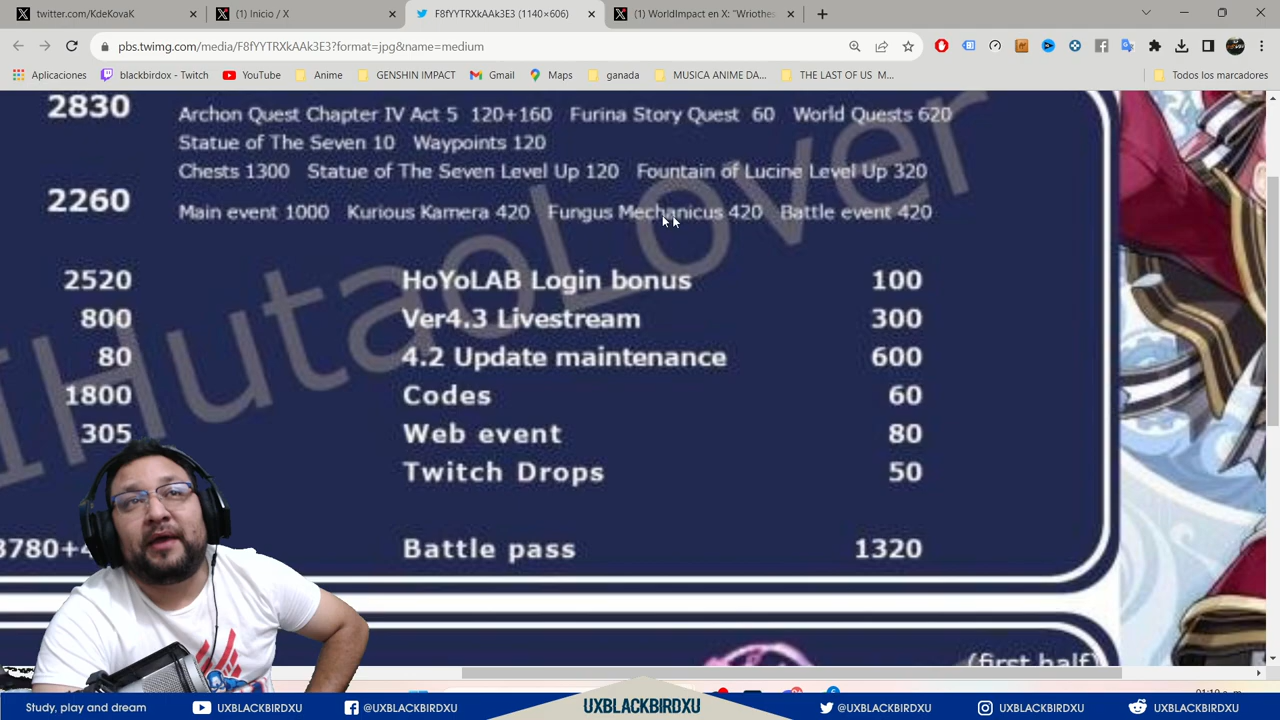 twitter.com/KdeKovaK
(1) Inicio / X
F8fYYTRXkAAk3E3 (1140×606)
(1) WorldImpact en X: "Wriothes
pbs.twimg.com/media/F8fYYTRXkAAk3E3?format=jpg&name=medium
Aplicaciones
blackbirdox - Twitch
YouTube
Anime
GENSHIN IMPACT
Gmail
Maps
ganada
MUSICA ANIME DA...
THE LAST OF US M...
Todos los marcadores
2830
Archon Quest Chapter IV Act 5 120+160 Furina Story Quest 60 World Quests 620
Statue of The Seven 10 Waypoints 120
Chests 1300 Statue of The Seven Level Up 120 Fountain of Lucine Level Up 320
2260
Main event 1000 Kurious Kamera 420 Fungus Mechanicus 420 Battle event 420
IHutaoLover
2520 HoYoLAB Login bonus 100
800 Ver4.3 Livestream 300
80 4.2 Update maintenance 600
1800 Codes 60
305 Web event 80
Twitch Drops 50
Battle pass 1320
(first half)
Study, play and dream
UXBLACKBIRDXU
@UXBLACKBIRDXU
UXBLACKBIRDXU
@UXBLACKBIRDXU
UXBLACKBIRDXU
UXBLACKBIRDXU